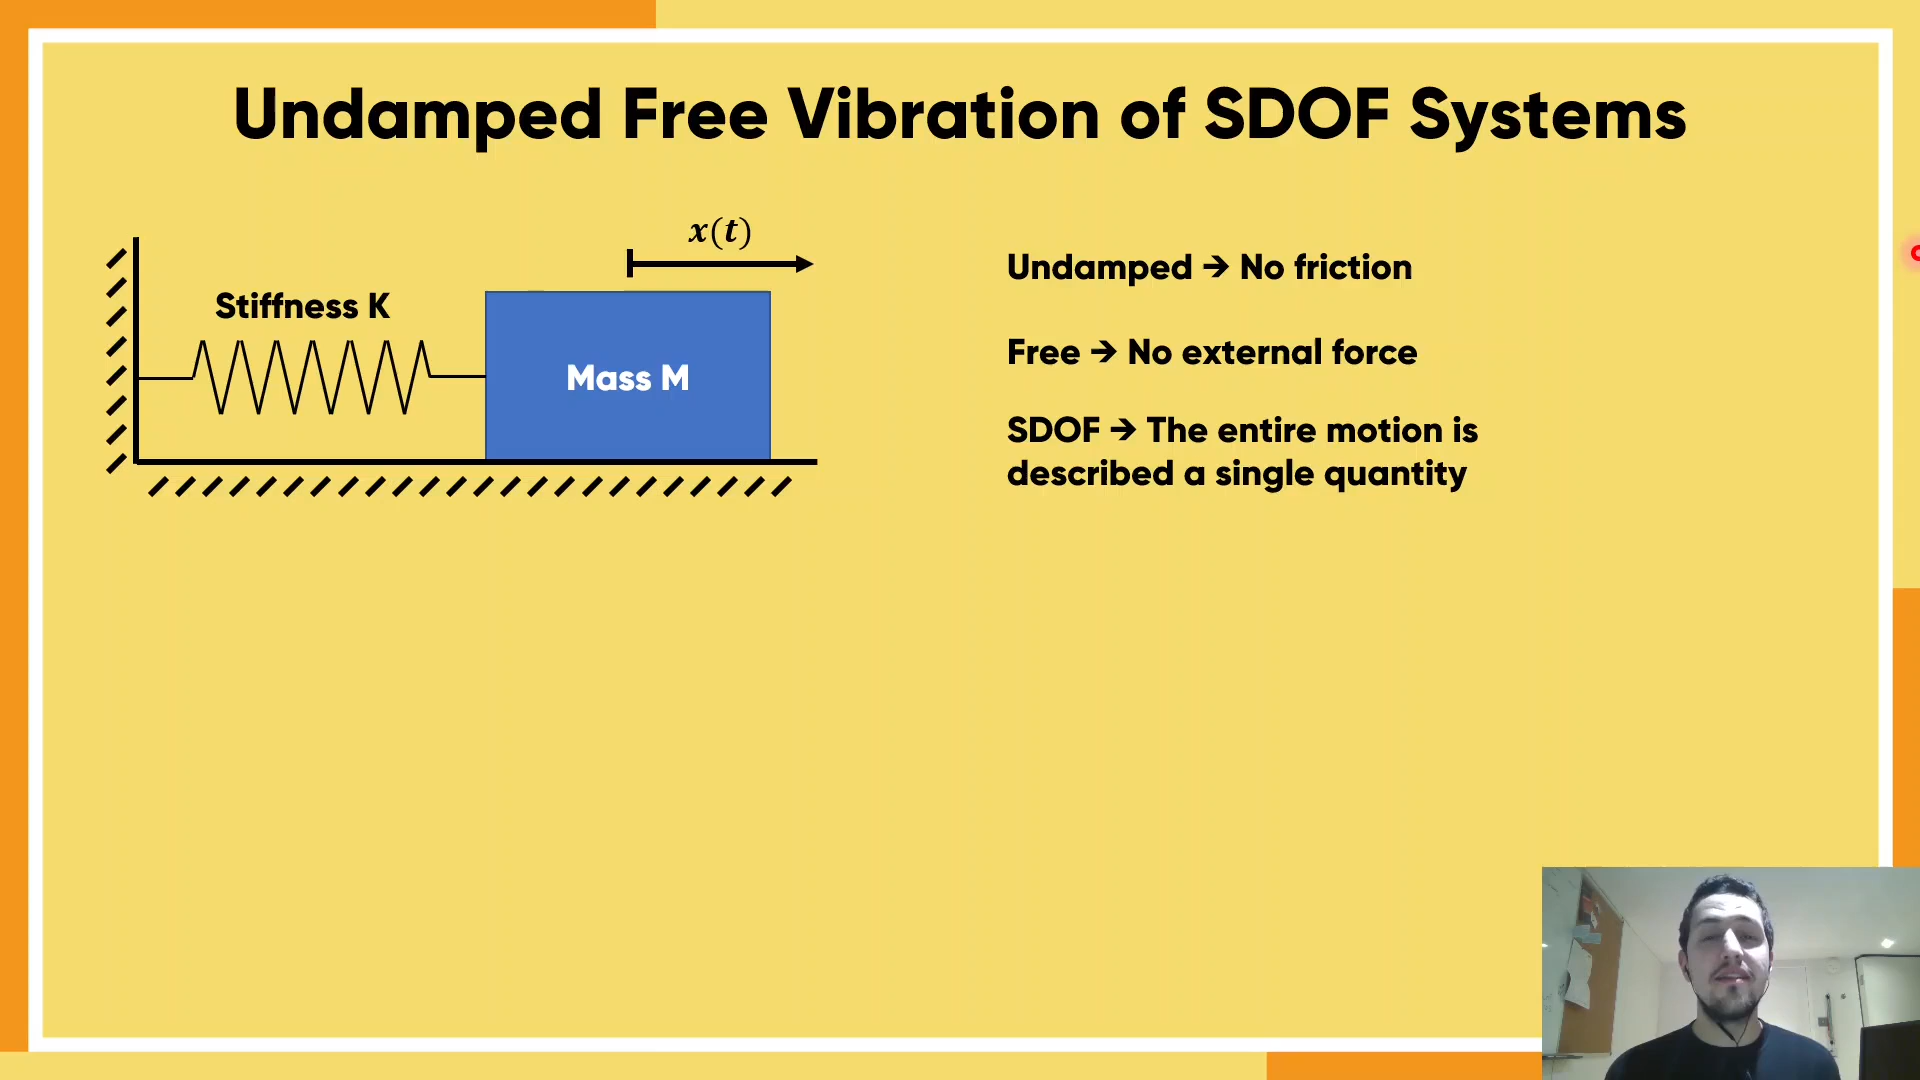 Undamped Free Vibration of SDOF Systems
x(t)
Stiffness K
Mass M
Undamped → No friction
Free → No external force
SDOF → The entire motion is
described a single quantity